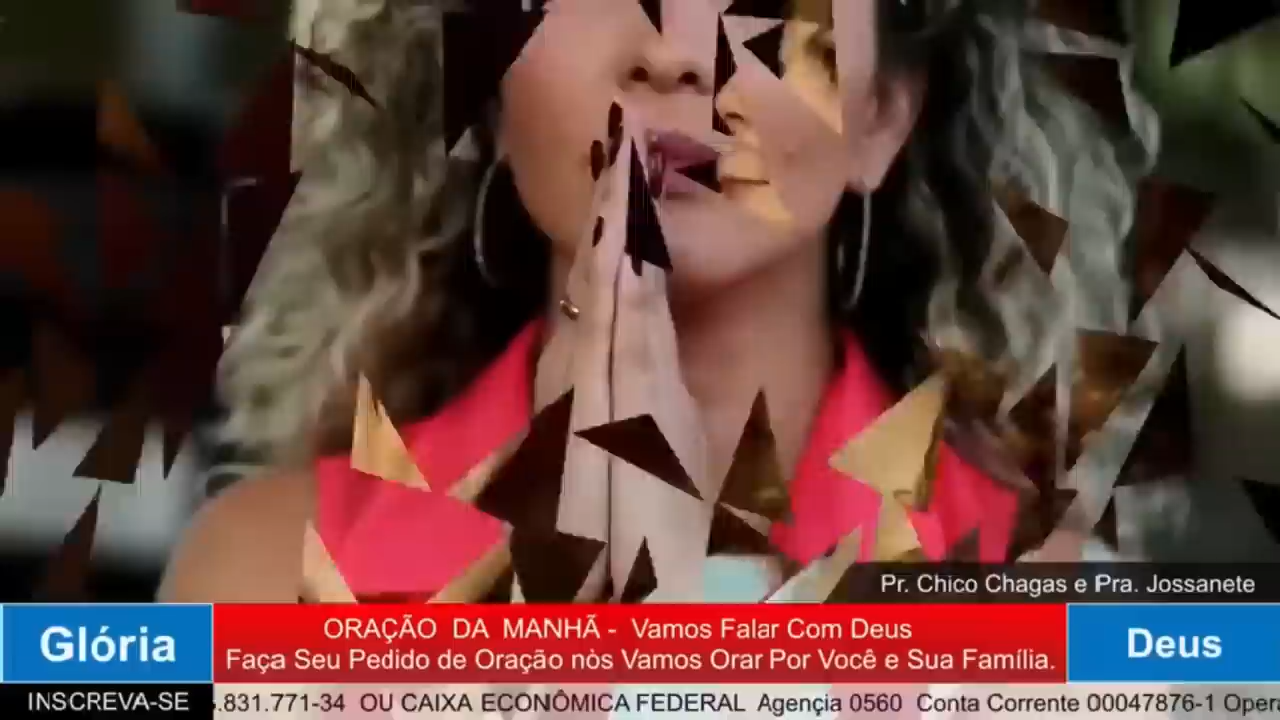 Pr. Chico Chagas e Pra. Jossanete
Glória
ORAÇÃO DA MANHÃ - Vamos Falar Com Deus
Faça Seu Pedido de Oração nòs Vamos Orar Por Você e Sua Família.
Deus
INSCREVA-SE
.831.771-34 OU CAIXA ECONÔMICA FEDERAL Agençia 0560 Conta Corrente 00047876-1 Oper